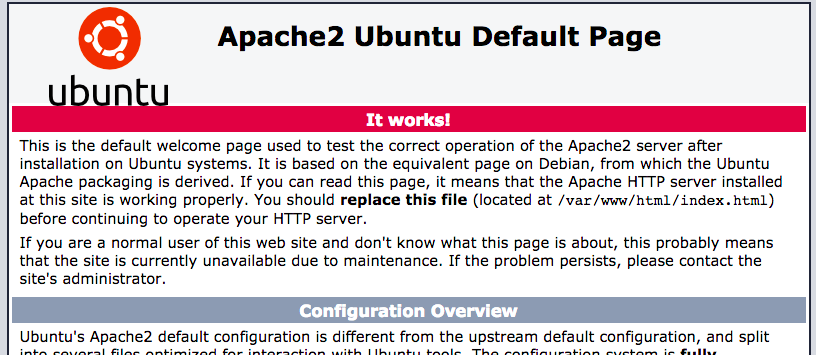 Apache2 Ubuntu Default Page
ubuntu
It works!
This is the default welcome page used to test the correct operation of the Apache2 server after
installation on Ubuntu systems. It is based on the equivalent page on Debian, from which the Ubuntu
Apache packaging is derived. If you can read this page, it means that the Apache HTTP server installed
at this site is working properly. You should replace this file (located at /var/www/html/index.html)
before continuing to operate your HTTP server.
If you are a normal user of this web site and don't know what this page is about, this probably means
that the site is currently unavailable due to maintenance. If the problem persists, please contact the
site's administrator.
Configuration Overview
Ubuntu's Apache2 default configuration is different from the upstream default configuration, and split
into several files optimized for interaction with Ubuntu tools. The configuration system is fully